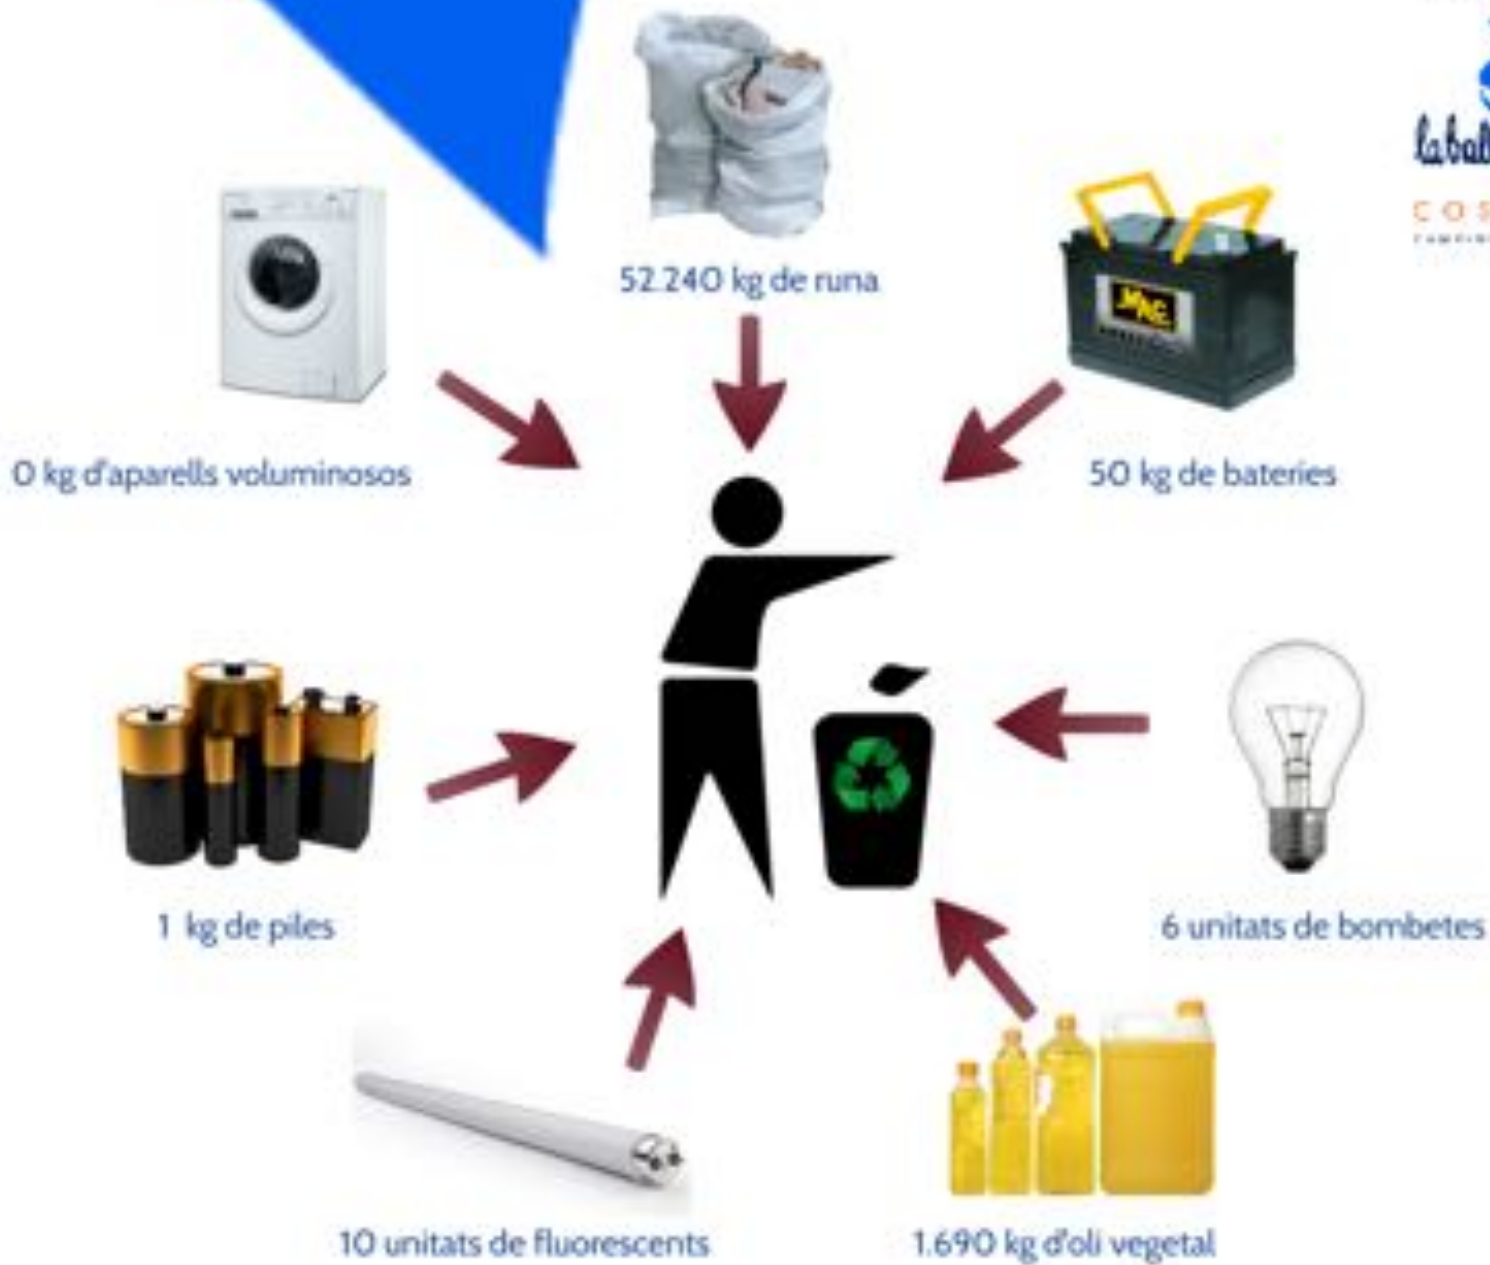 52.240 kg de runa
MAC
0 kg d'aparells voluminosos
50 kg de bateries
1 kg de piles
6 unitats de bombetes
10 unitats de fluorescents
1.690 kg d'oli vegetal